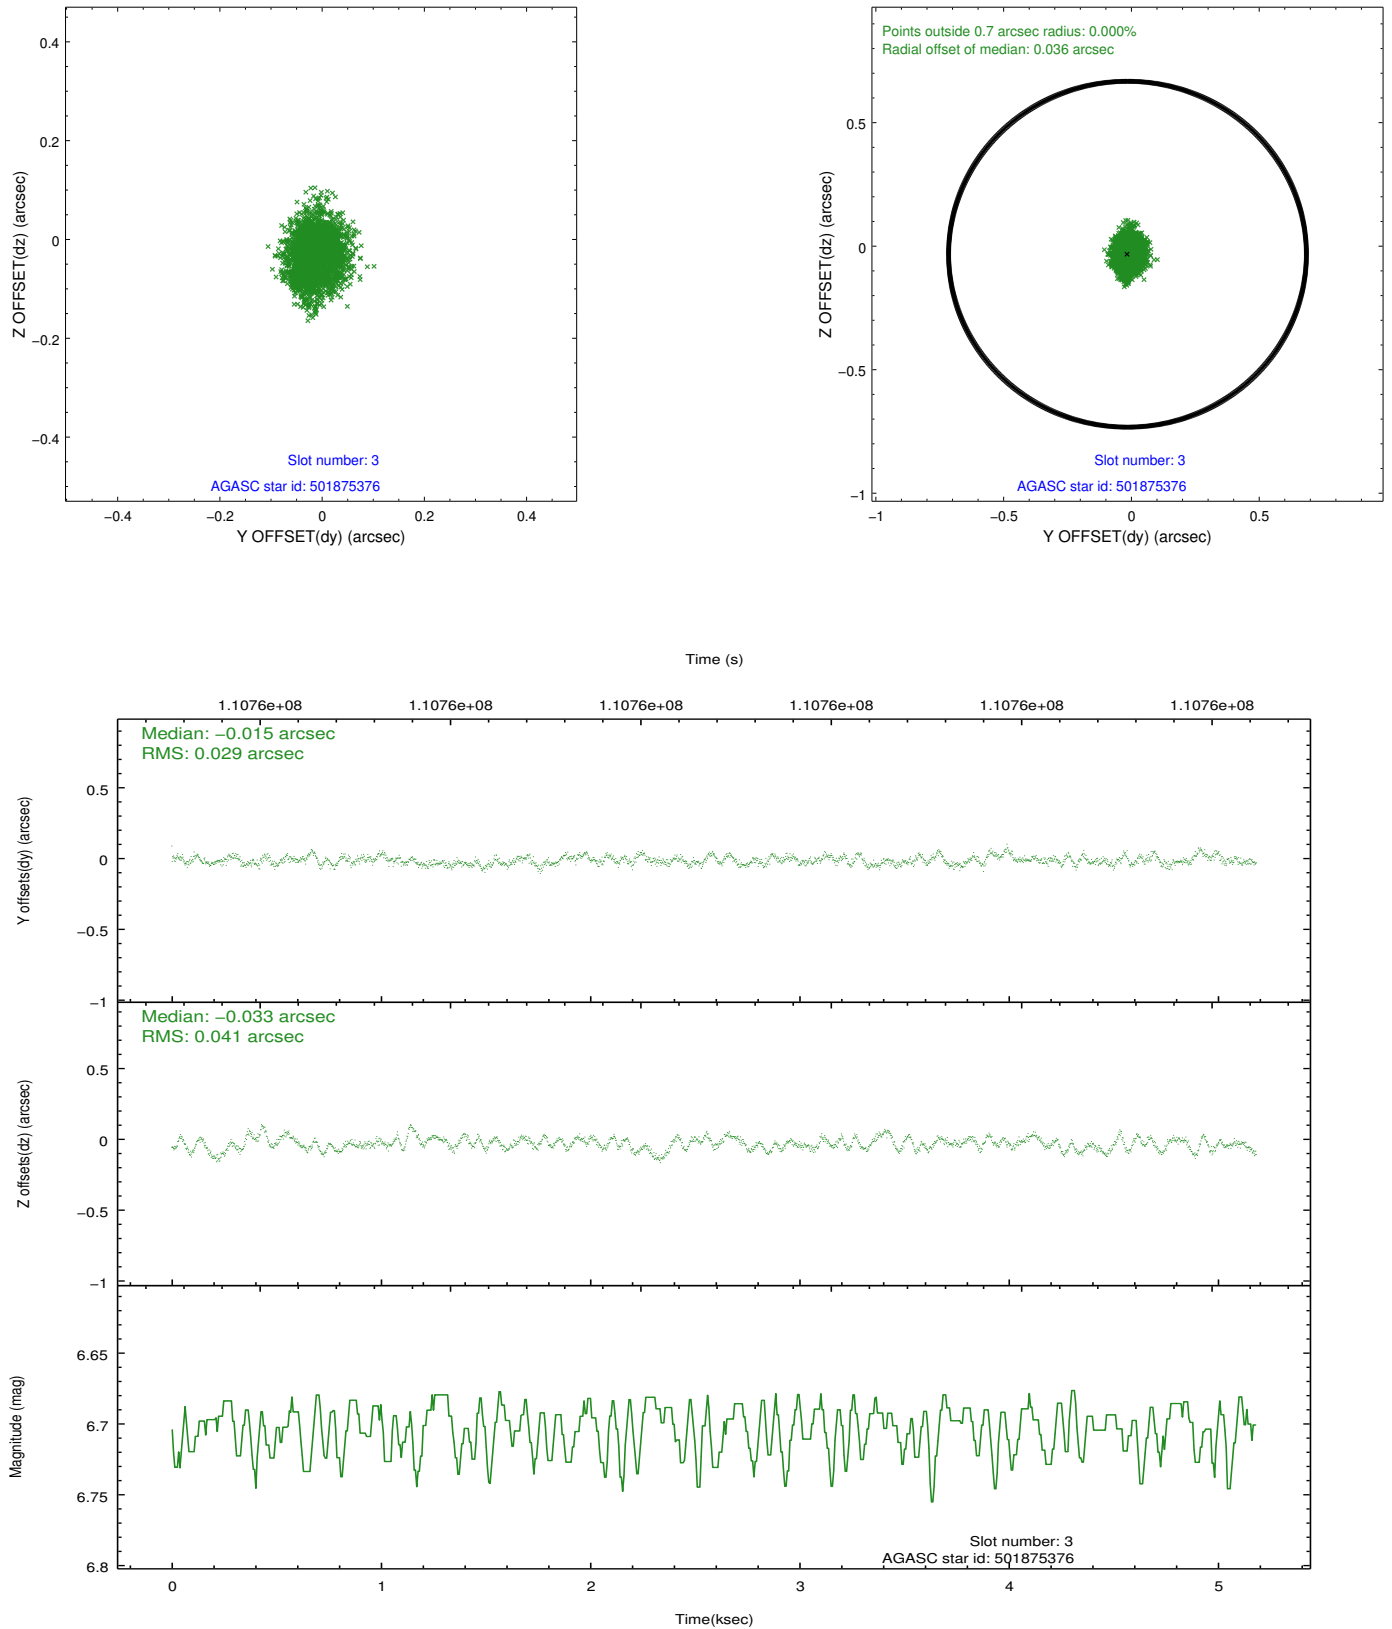 0.4
0.2
0
−0.2
−0.4
Z OFFSET(dz) (arcsec)
Slot number: 3
AGASC star id: 501875376
−0.4 −0.2 0 0.2 0.4
Y OFFSET(dy) (arcsec)
Points outside 0.7 arcsec radius: 0.000%
Radial offset of median: 0.036 arcsec
0.5
0
−0.5
−1
Z OFFSET(dz) (arcsec)
Slot number: 3
AGASC star id: 501875376
−1 −0.5 0 0.5
Y OFFSET(dy) (arcsec)
Time (s)
1.1076e+08 1.1076e+08 1.1076e+08 1.1076e+08 1.1076e+08 1.1076e+08
Median: −0.015 arcsec
RMS: 0.029 arcsec
0.5
0
−0.5
−1
Y offsets(dy) (arcsec)
Median: −0.033 arcsec
RMS: 0.041 arcsec
0.5
0
−0.5
−1
Z offsets(dz) (arcsec)
6.65
6.7
6.75
6.8
Magnitude (mag)
Slot number: 3
AGASC star id: 501875376
0 1 2 3 4 5
Time(ksec)